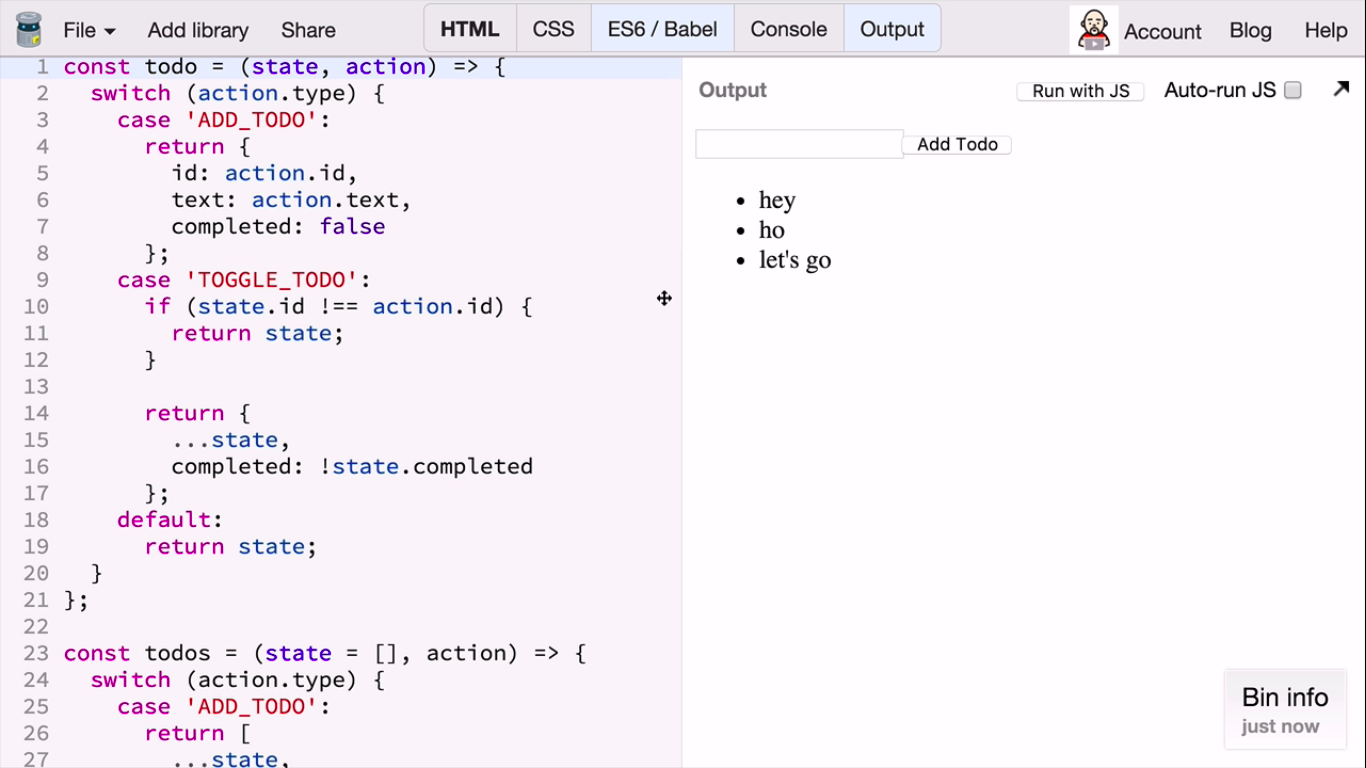 File Add library Share HTML CSS ES6 / Babel Console Output Account Blog Help
1 const todo = (state, action) => {
2 switch (action.type) {
3 case 'ADD_TODO':
4 return {
5 id: action.id,
6 text: action.text,
7 completed: false
8 };
9 case 'TOGGLE_TODO':
10 if (state.id !== action.id) {
11 return state;
12 }
13
14 return {
15 ...state,
16 completed: !state.completed
17 };
18 default:
19 return state;
20 }
21 };
22
23 const todos = (state = [], action) => {
24 switch (action.type) {
25 case 'ADD_TODO':
26 return [
27 ...state,
Output Run with JS Auto-run JS
Add Todo
• hey
• ho
• let's go
Bin info
just now